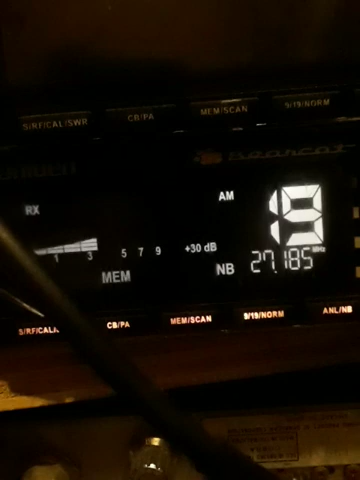 S/RF/CAL/SWR CB/PA MEM/SCAN 9/19/NORM
Bearcat
RX AM 19
1 3 5 7 9 +30 dB
MHz
MEM NB 27.185
S/RF/CAL/ CB/PA MEM/SCAN 9/19/NORM ANL/NB